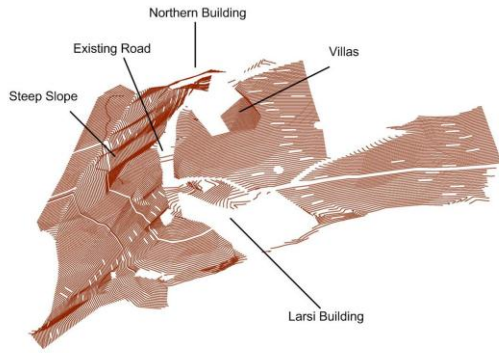 Northern Building
Existing Road
Villas
Steep Slope
Larsi Building